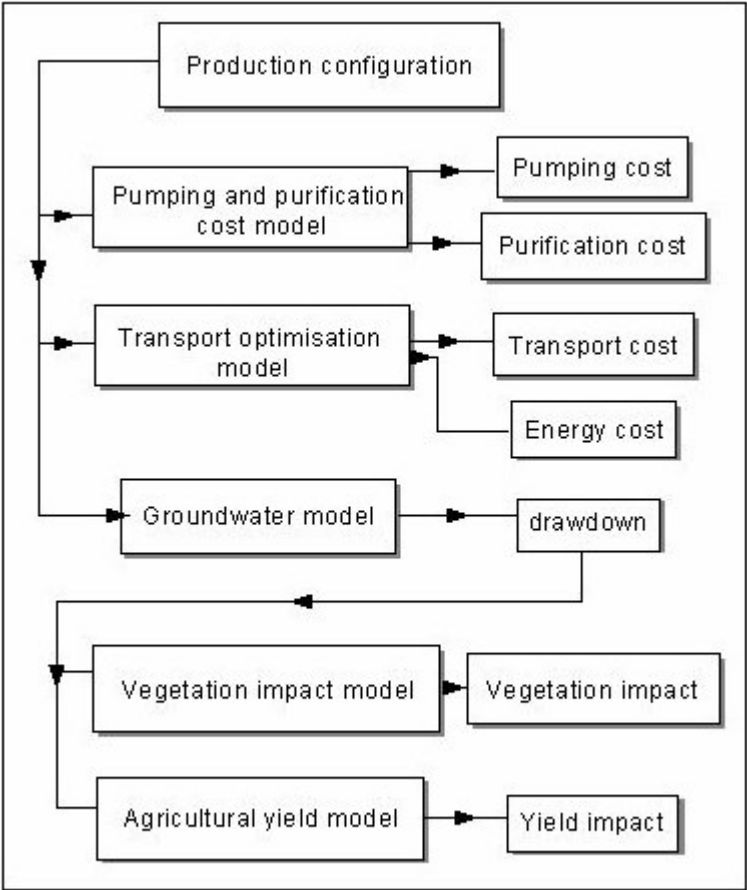 Production configuration
Pumping and purification
cost model
Pumping cost
Purification cost
Transport optimisation
model
Transport cost
Energy cost
Groundwater model
drawdown
Vegetation impact model
Vegetation impact
Agricultural yield model
Yield impact